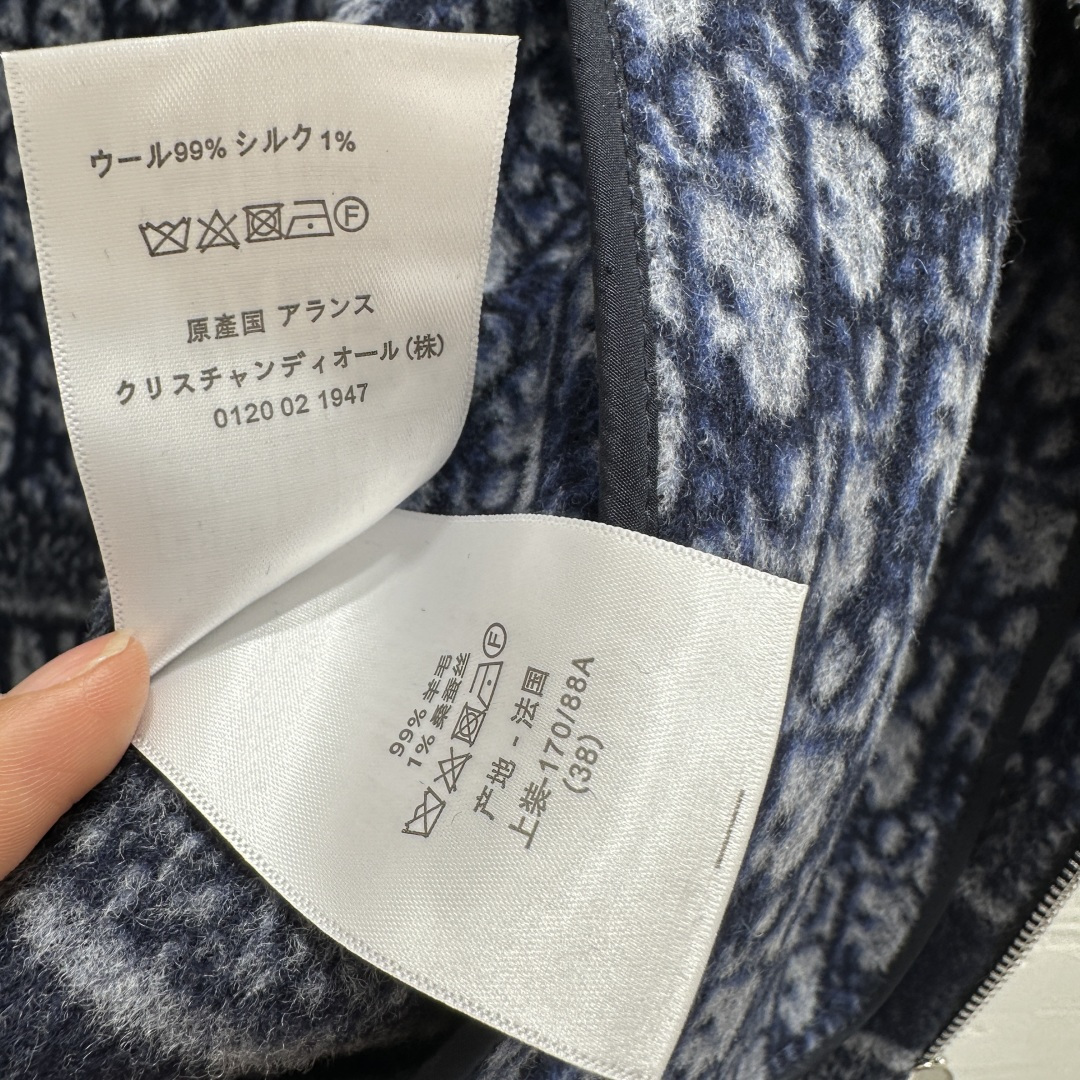 ウール99% シルク1%
F
原産国 アランス
クリスチャンディオール(株)
0120 02 1947
99% 羊毛
1% 桑蚕丝
F
产地 - 法国
上装-170/88A
(38)